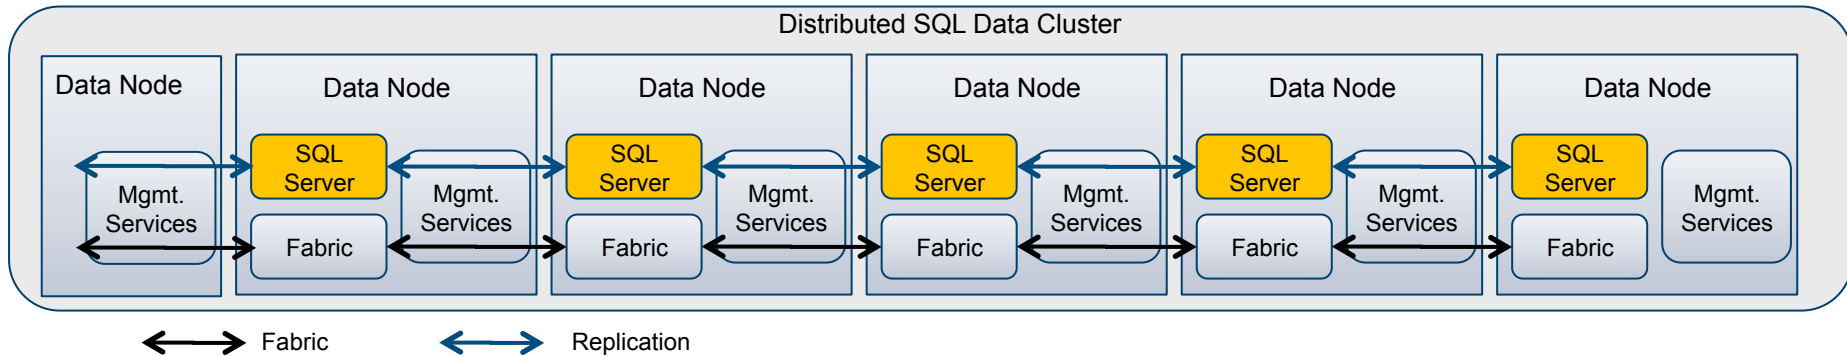 Distributed SQL Data Cluster
Data Node
Data Node
Data Node
Data Node
Data Node
Data Node
Mgmt.
Services
SQL
Server
Fabric
Mgmt.
Services
SQL
Server
Fabric
Mgmt.
Services
SQL
Server
Fabric
Mgmt.
Services
SQL
Server
Fabric
Mgmt.
Services
SQL
Server
Fabric
Mgmt.
Services
Fabric
Replication